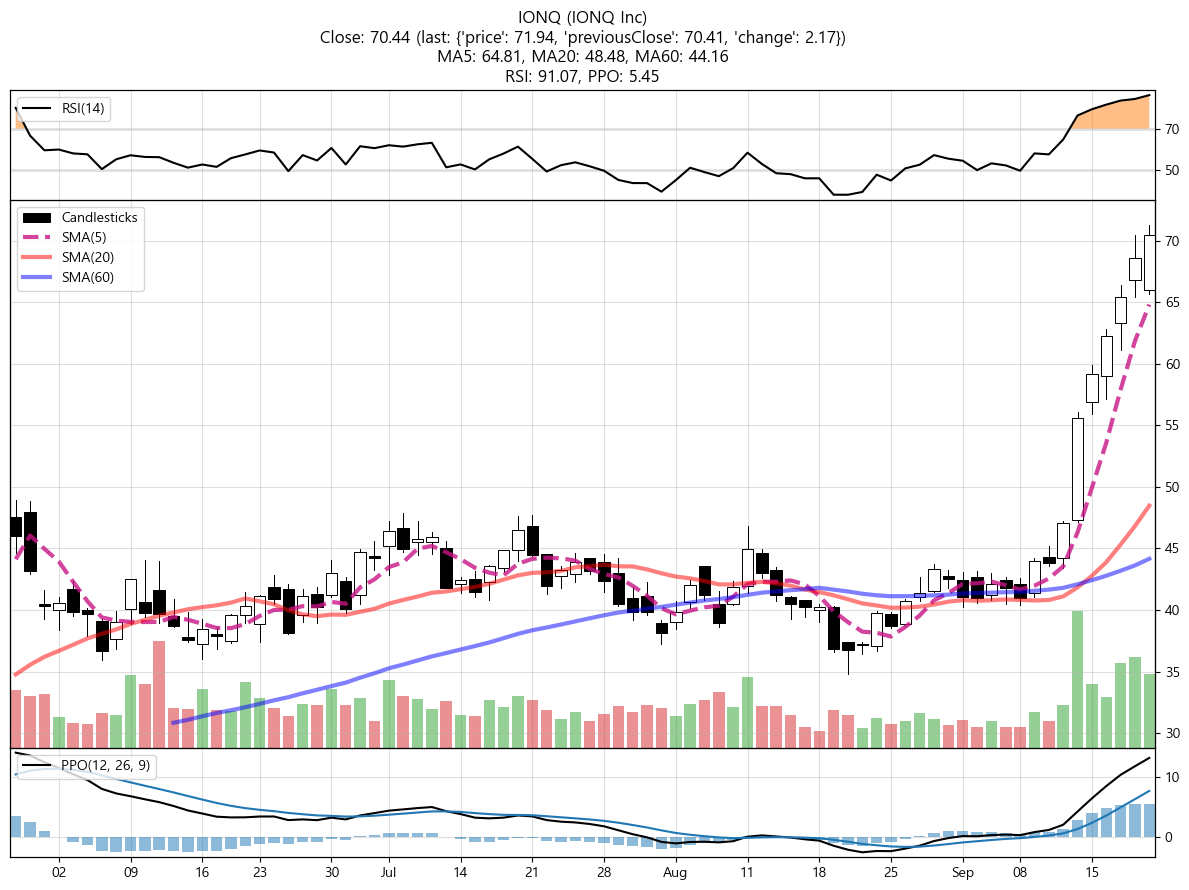 IONQ (IONQ Inc)
Close: 70.44 (last: {'price': 71.94, 'previousClose': 70.41, 'change': 2.17})
MA5: 64.81, MA20: 48.48, MA60: 44.16
RSI: 91.07, PPO: 5.45
RSI(14)
70
50
Candlesticks
SMA(5)
SMA(20)
SMA(60)
70
65
60
55
50
45
40
35
30
PPO(12, 26, 9)
10
0
02 09 16 23 30 Jul 14 21 28 Aug 11 18 25 Sep 08 15